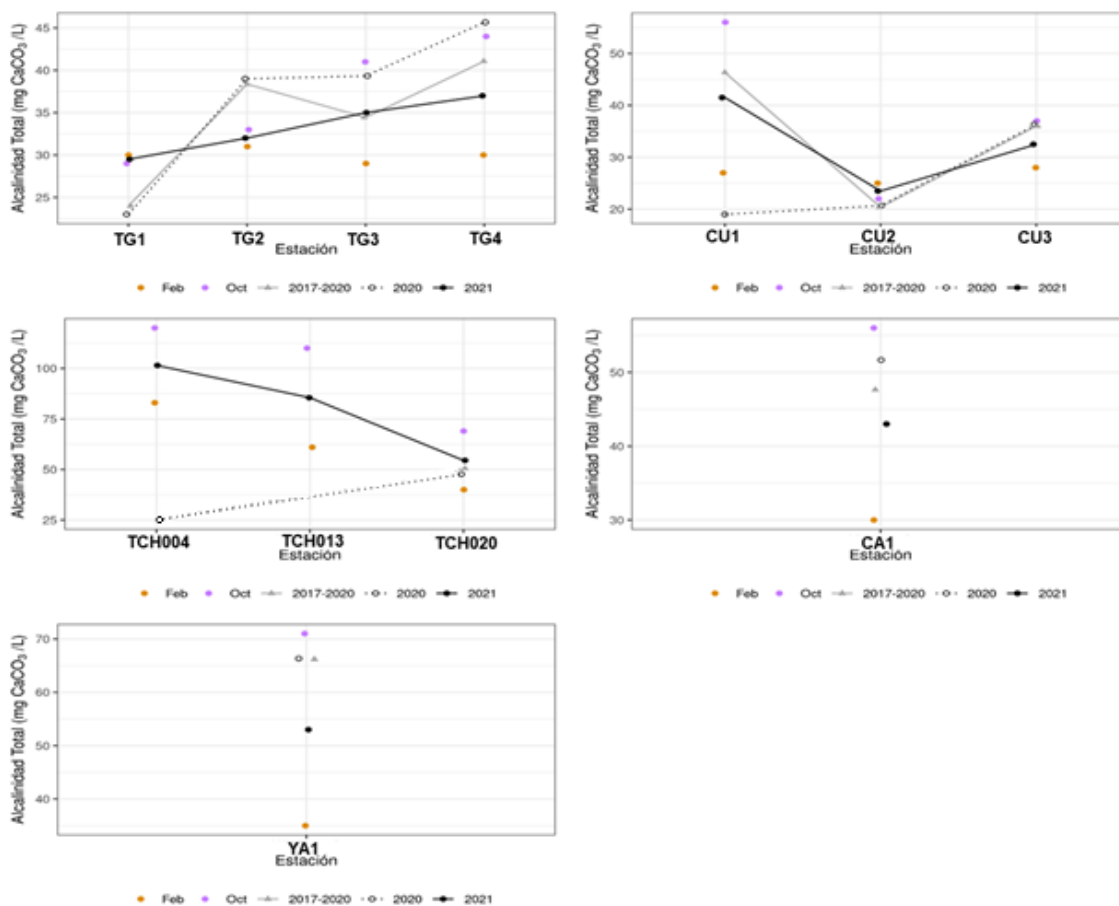 Alcalinidad Total (mg CaCO₃ /L)
45
40
35
30
25
TG1 TG2 TG3 TG4
Estación
Feb Oct 2017-2020 2020 2021
Alcalinidad Total (mg CaCO₃ /L)
50
40
30
20
CU1 CU2 CU3
Estación
Feb Oct 2017-2020 2020 2021
Alcalinidad Total (mg CaCO₃ /L)
100
75
50
25
TCH004 TCH013 TCH020
Estación
Feb Oct 2017-2020 2020 2021
Alcalinidad Total (mg CaCO₃ /L)
50
40
30
CA1
Estación
Feb Oct 2017-2020 2020 2021
Alcalinidad Total (mg CaCO₃ /L)
70
60
50
40
YA1
Estación
Feb Oct 2017-2020 2020 2021